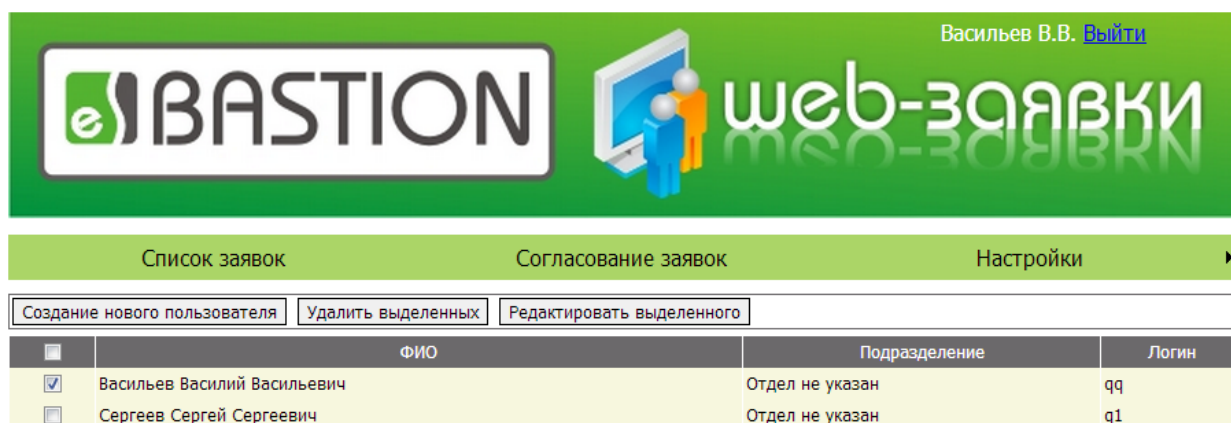 Васильев В.В. Выйти
eS BASTION web-заявки
Список заявок Согласование заявок Настройки
Создание нового пользователя Удалить выделенных Редактировать выделенного
ФИО Подразделение Логин
Васильев Василий Васильевич Отдел не указан qq
Сергеев Сергей Сергеевич Отдел не указан q1